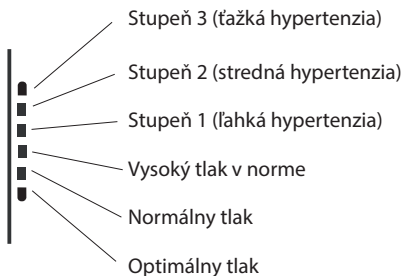 Stupeň 3 (ťažká hypertenzia)
Stupeň 2 (stredná hypertenzia)
Stupeň 1 (ľahká hypertenzia)
Vysoký tlak v norme
Normálny tlak
Optimálny tlak